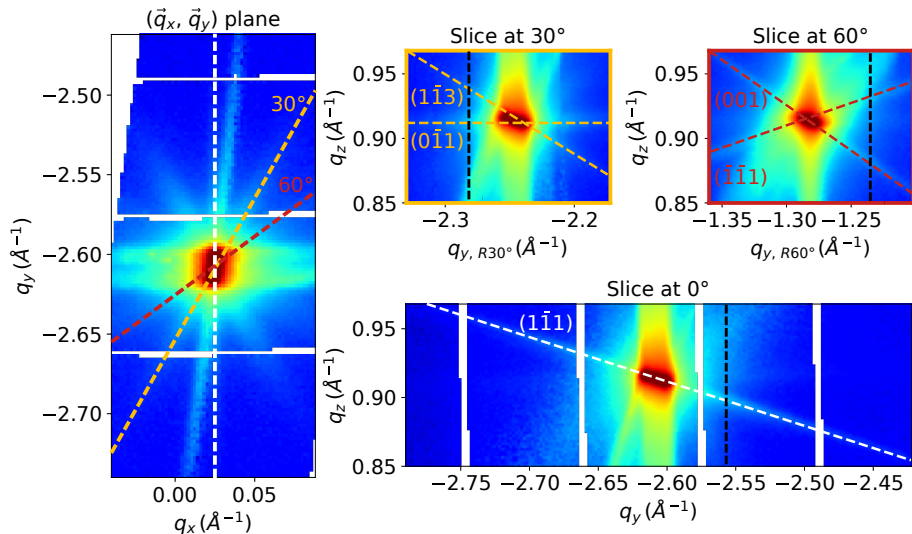 (q⃗x, q⃗y) plane
30°
60°
−2.50
−2.55
−2.60
−2.65
−2.70
qy (Å⁻¹)
0.00 0.05
qx (Å⁻¹)
Slice at 30°
(11̄3)
(01̄1)
0.95
0.90
0.85
qz (Å⁻¹)
−2.3 −2.2
qy, R30° (Å⁻¹)
Slice at 60°
(001)
(1̄1̄1)
0.95
0.90
0.85
qz (Å⁻¹)
−1.35 −1.30 −1.25
qy, R60° (Å⁻¹)
Slice at 0°
(11̄1)
0.95
0.90
0.85
qz (Å⁻¹)
−2.75 −2.70 −2.65 −2.60 −2.55 −2.50 −2.45
qy (Å⁻¹)